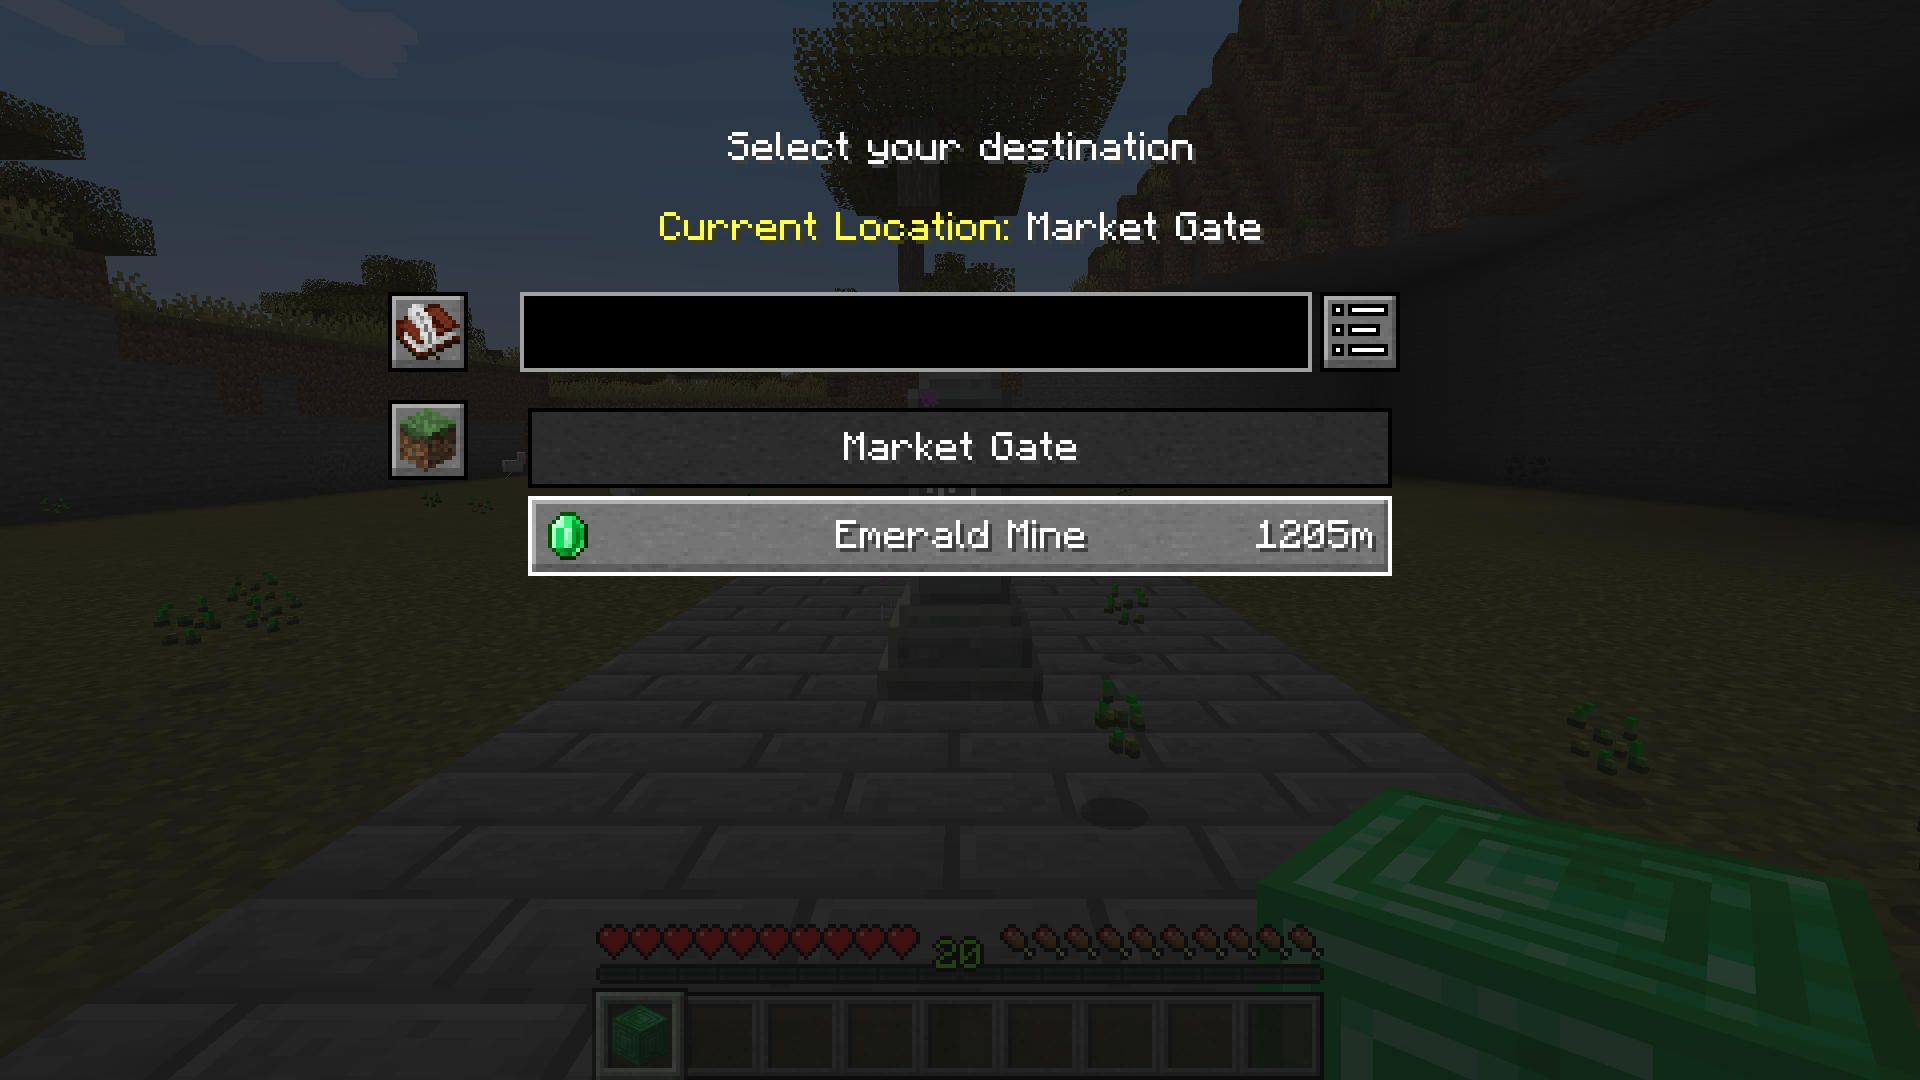 Select your destination
Current Location: Market Gate
Market Gate
Emerald Mine 1205m
20